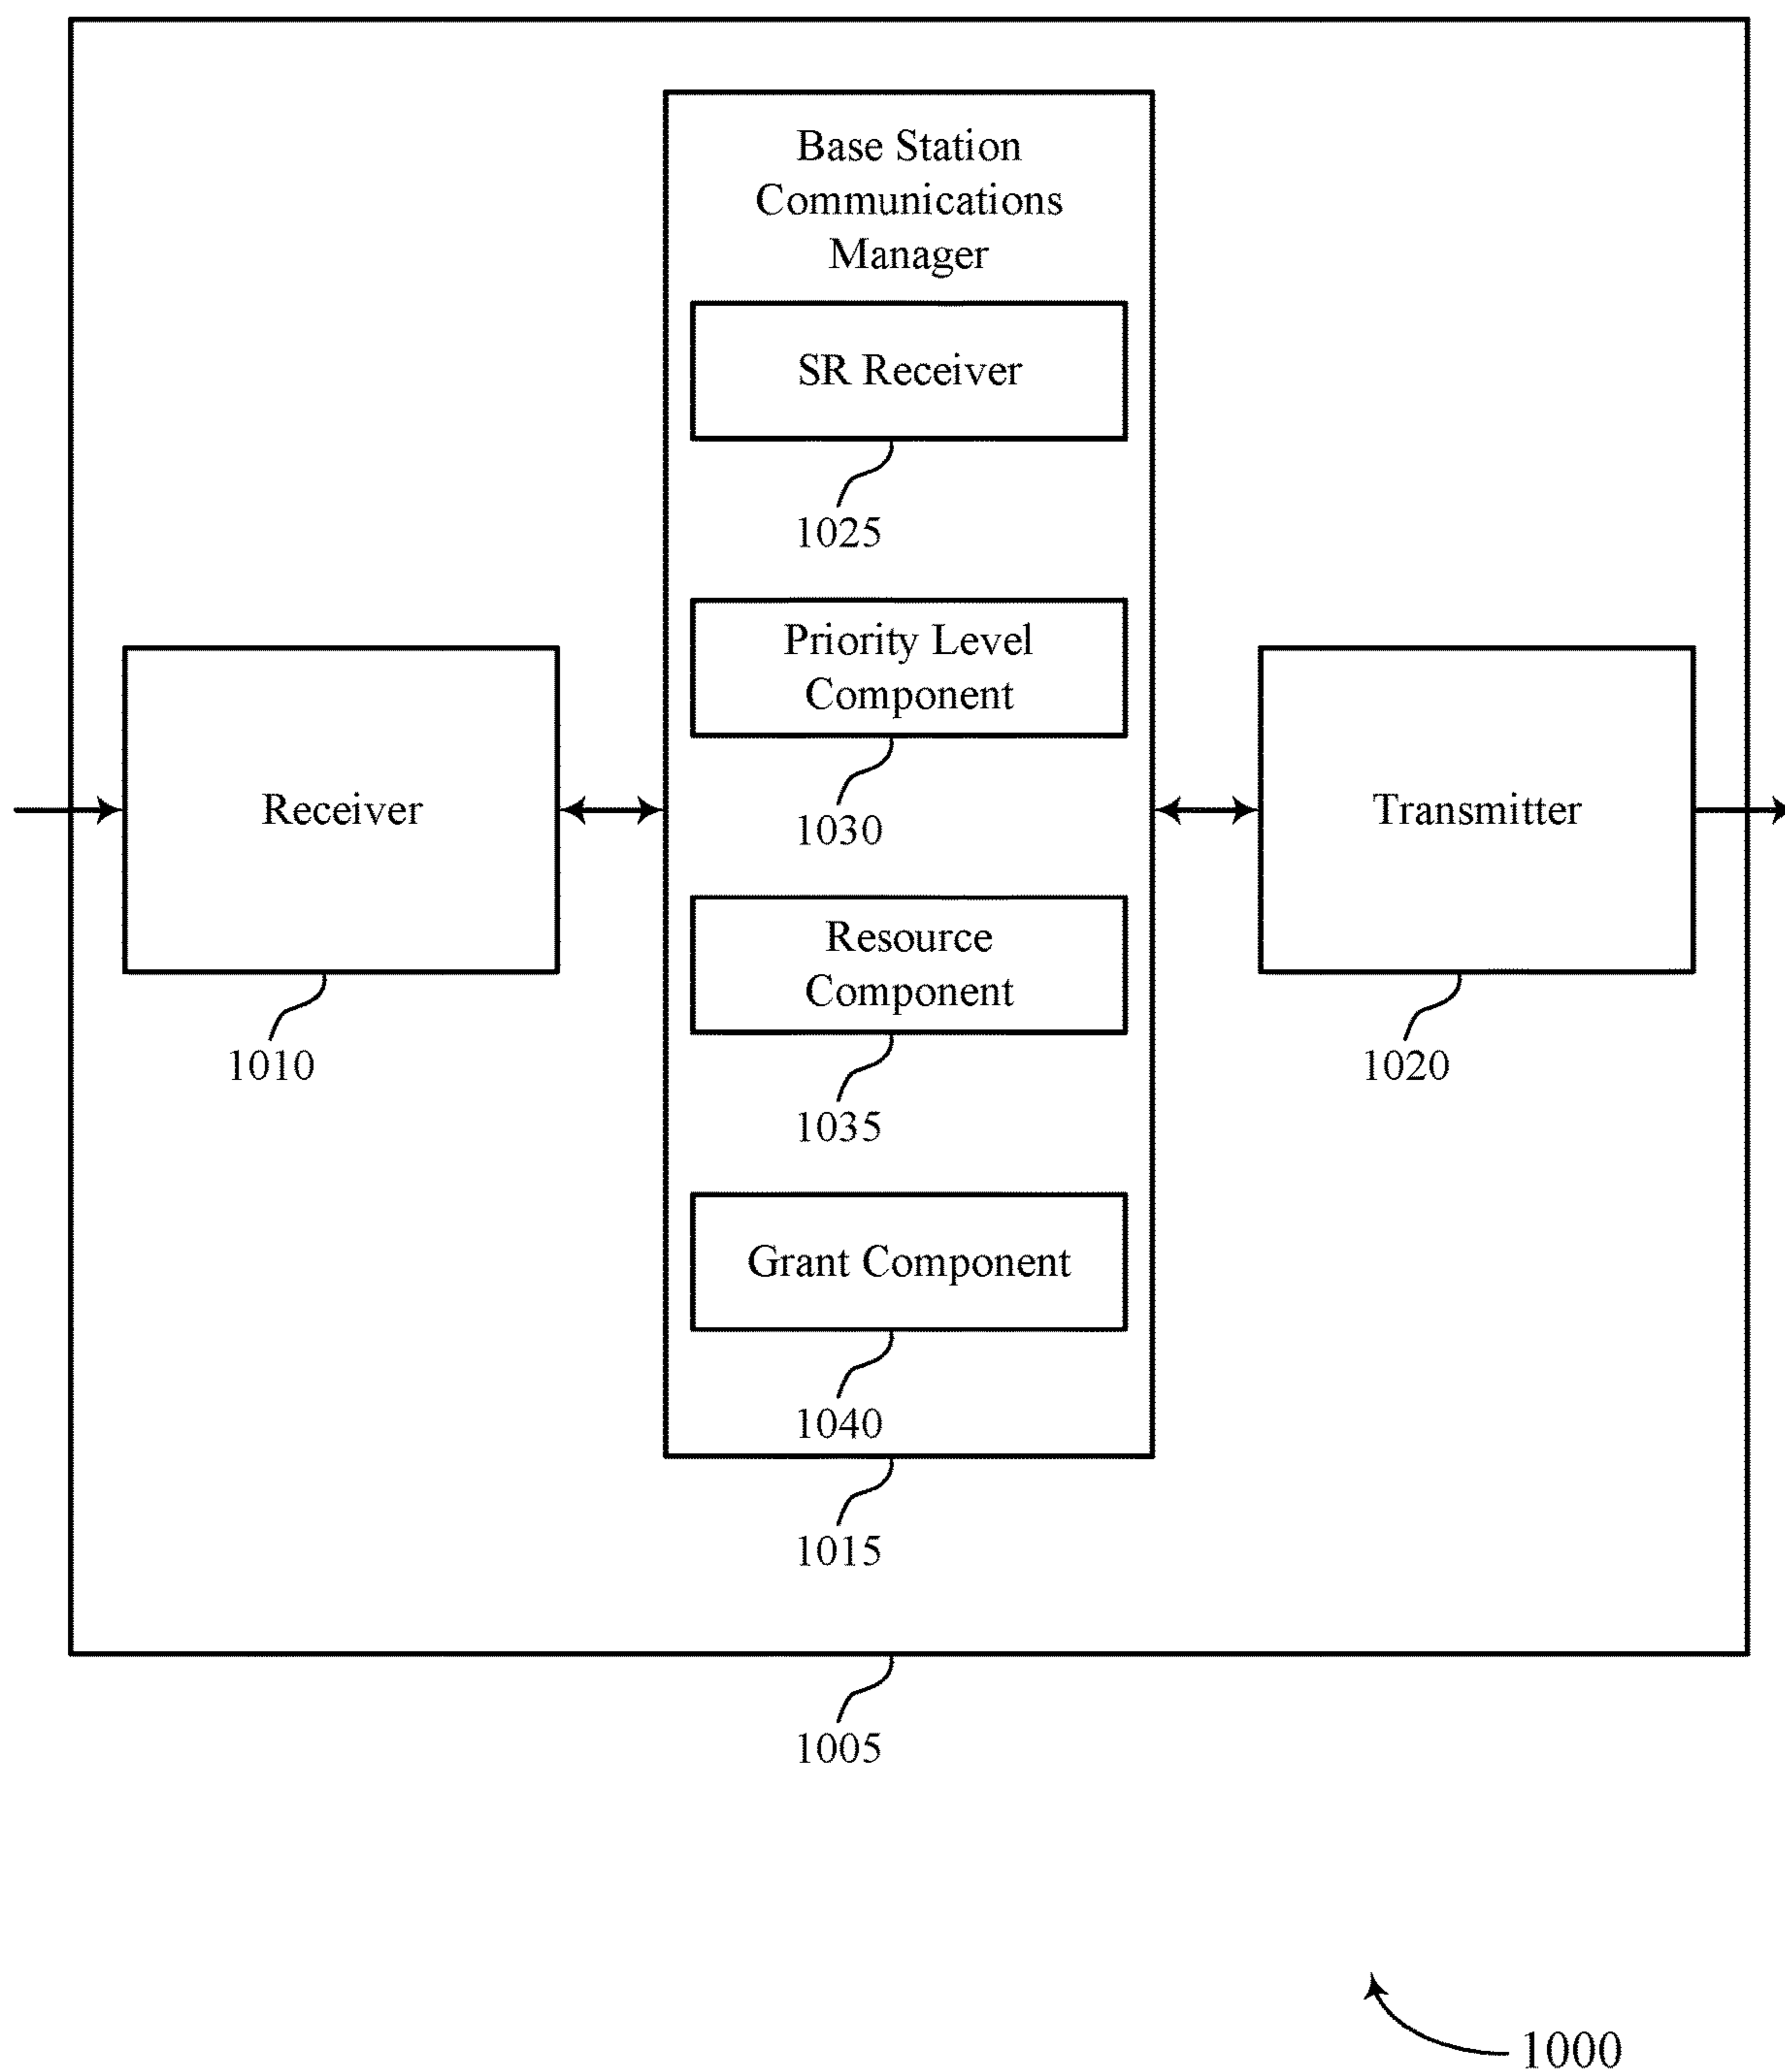 Base Station
Communications
Manager
SR Receiver
1025
Priority Level
Component
1030
Receiver
1010
Transmitter
1020
Resource
Component
1035
Grant Component
1040
1015
1005
1000